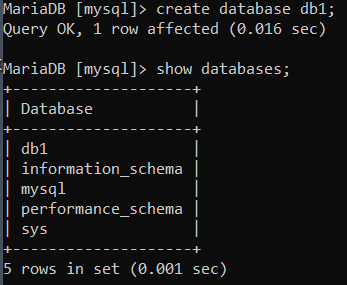 MariaDB [mysql]> create database db1;
Query OK, 1 row affected (0.016 sec)
MariaDB [mysql]> show databases;
+--------------------+
| Database           |
+--------------------+
| db1                |
| information_schema |
| mysql              |
| performance_schema |
| sys                |
+--------------------+
5 rows in set (0.001 sec)